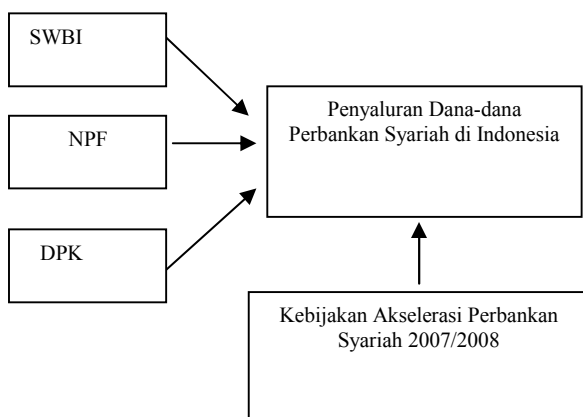 SWBI
Penyaluran Dana-dana
Perbankan Syariah di Indonesia
NPF
DPK
Kebijakan Akselerasi Perbankan
Syariah 2007/2008